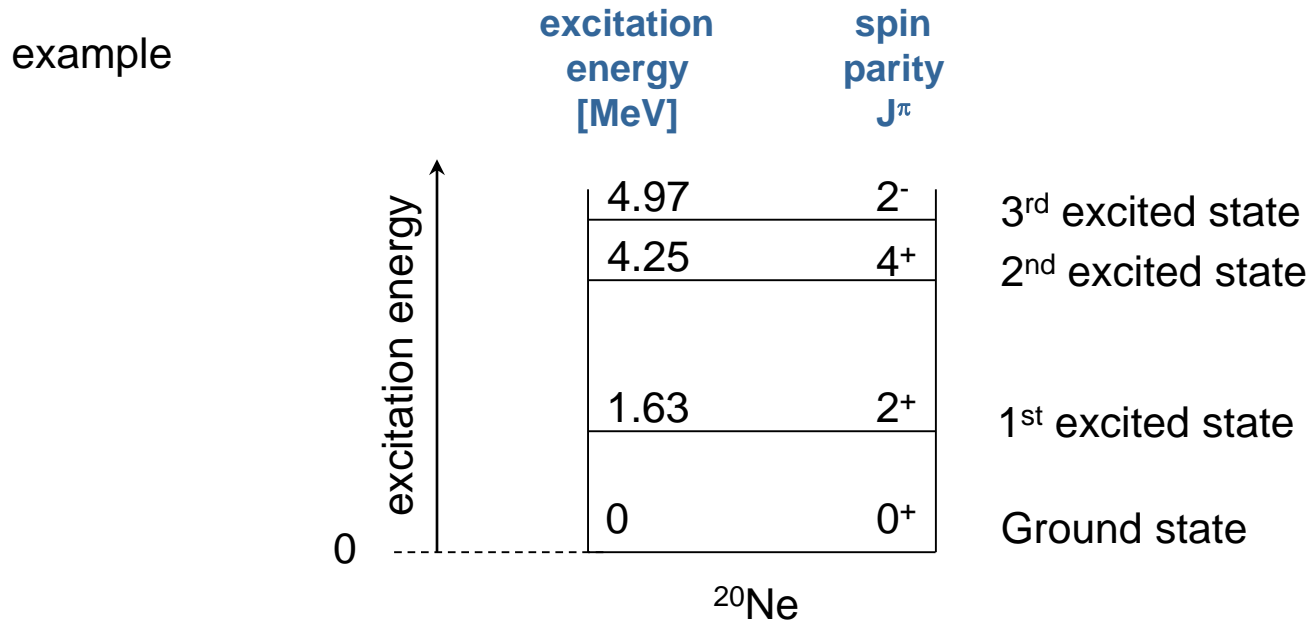 example
excitation energy [MeV]
spin parity J^π
excitation energy
4.97 2⁻ 3rd excited state
4.25 4⁺ 2nd excited state
1.63 2⁺ 1st excited state
0 0⁺ Ground state
0
²⁰Ne